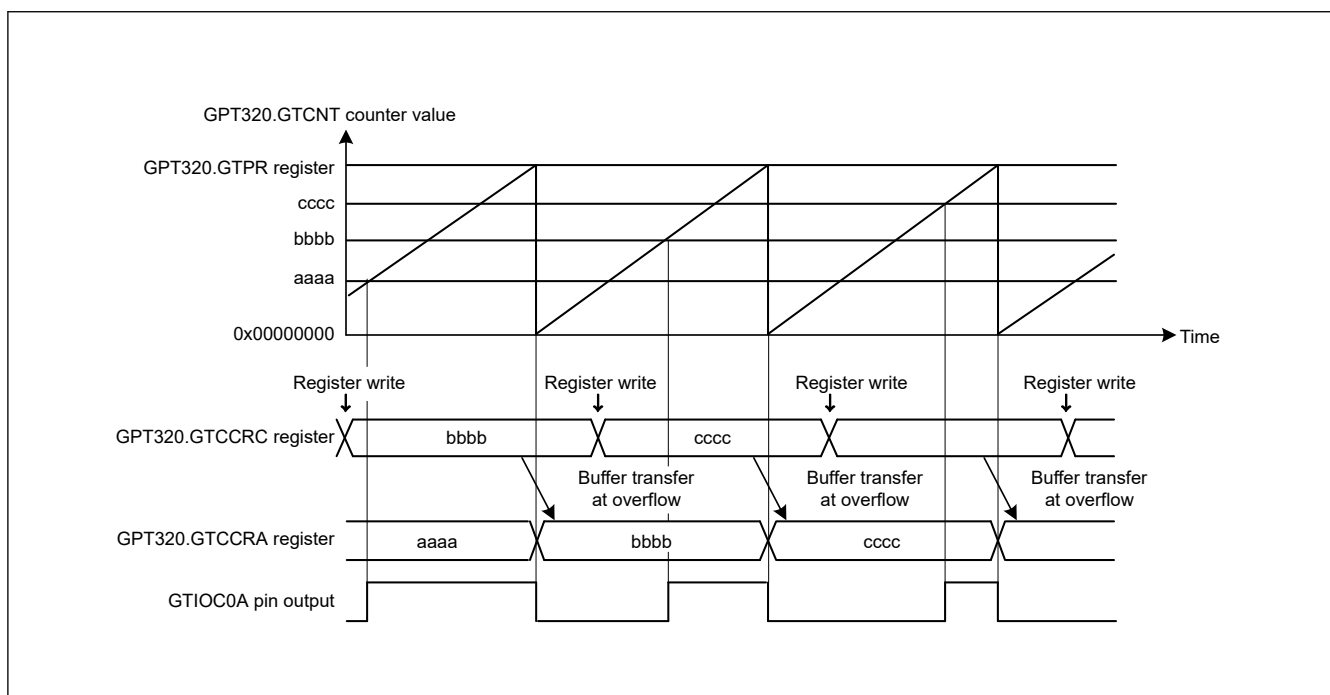 GPT320.GTCNT counter value
GPT320.GTPR register
cccc
bbbb
aaaa
0x00000000
Time
Register write
Register write
Register write
Register write
GPT320.GTCCRC register
bbbb
cccc
Buffer transfer
at overflow
Buffer transfer
at overflow
Buffer transfer
at overflow
GPT320.GTCCRA register
aaaa
bbbb
cccc
GTIOC0A pin output